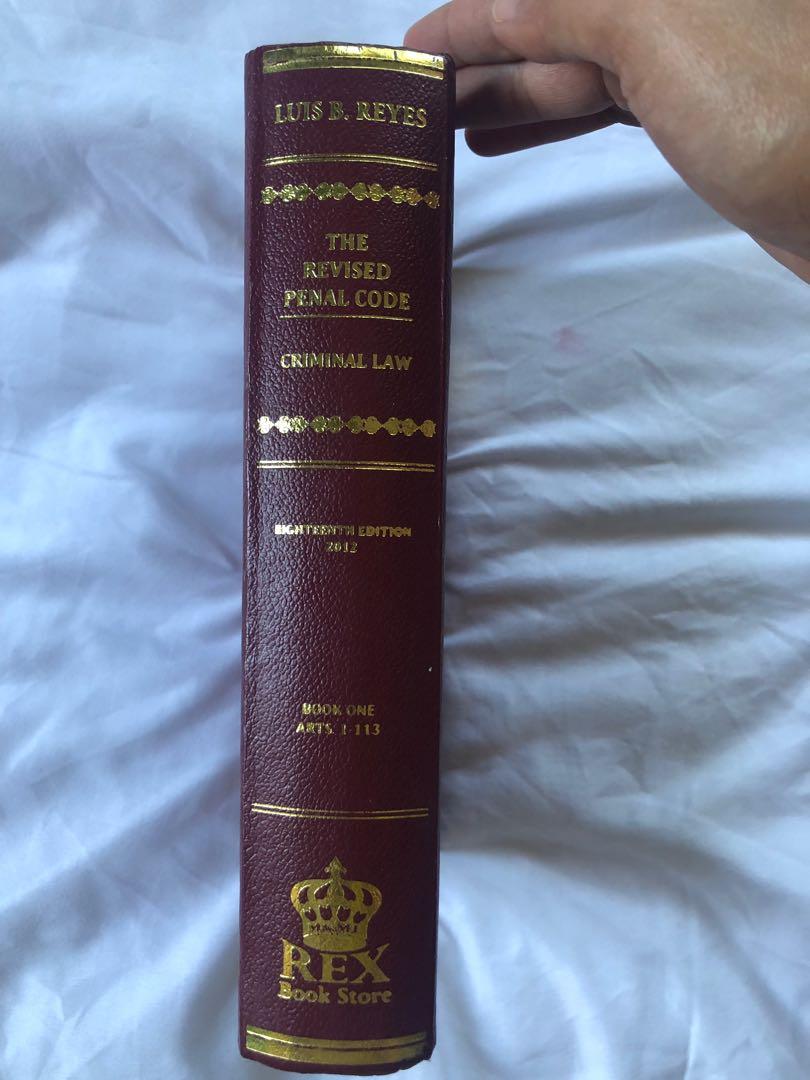 LUIS B. REYES
THE
REVISED
PENAL CODE
CRIMINAL LAW
EIGHTEENTH EDITION
2012
BOOK ONE
ARTS. 1-113
REX
Book Store